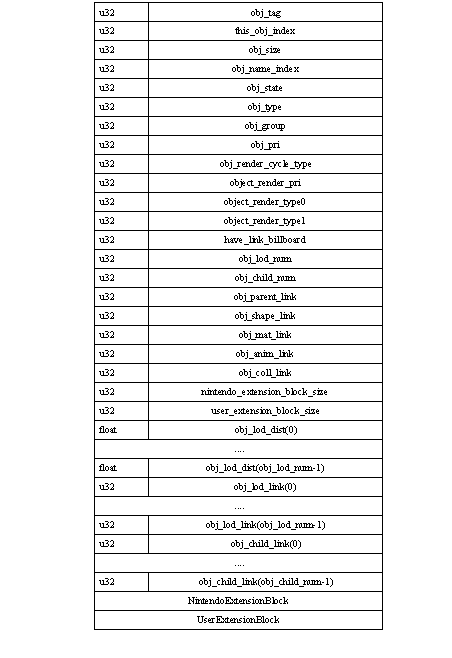 u32 obj_tag
u32 this_obj_index
u32 obj_size
u32 obj_name_index
u32 obj_state
u32 obj_type
u32 obj_group
u32 obj_pri
u32 obj_render_cycle_type
u32 object_render_pri
u32 object_render_type0
u32 object_render_type1
u32 have_link_billboard
u32 obj_lod_num
u32 obj_child_num
u32 obj_parent_link
u32 obj_shape_link
u32 obj_mat_link
u32 obj_anim_link
u32 obj_coll_link
u32 nintendo_extension_block_size
u32 user_extension_block_size
float obj_lod_dist(0)
....
float obj_lod_dist(obj_lod_num-1)
u32 obj_lod_link(0)
....
u32 obj_lod_link(obj_lod_num-1)
u32 obj_child_link(0)
....
u32 obj_child_link(obj_child_num-1)
NintendoExtensionBlock
UserExtensionBlock